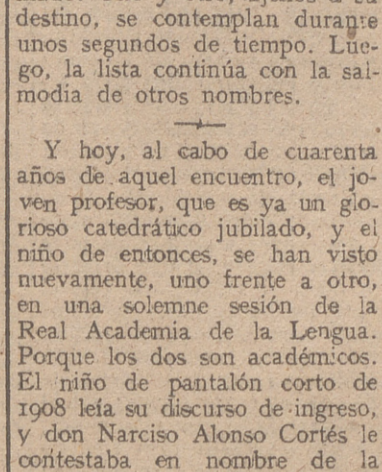 destino, se contemplan durante
unos segundos de tiempo. Lue-
go, la lista continúa con la sal-
modia de otros nombres.
Y hoy, al cabo de cuarenta
años de aquel encuentro, el jo-
ven profesor, que es ya un glo-
rioso catedrático jubilado, y el
niño de entonces, se han visto
nuevamente, uno frente a otro,
en una solemne sesión de la
Real Academia de la Lengua.
Porque los dos son académicos.
El niño de pantalón corto de
1908 leía su discurso de ingreso,
y don Narciso Alonso Cortés le
contestaba en nombre de la